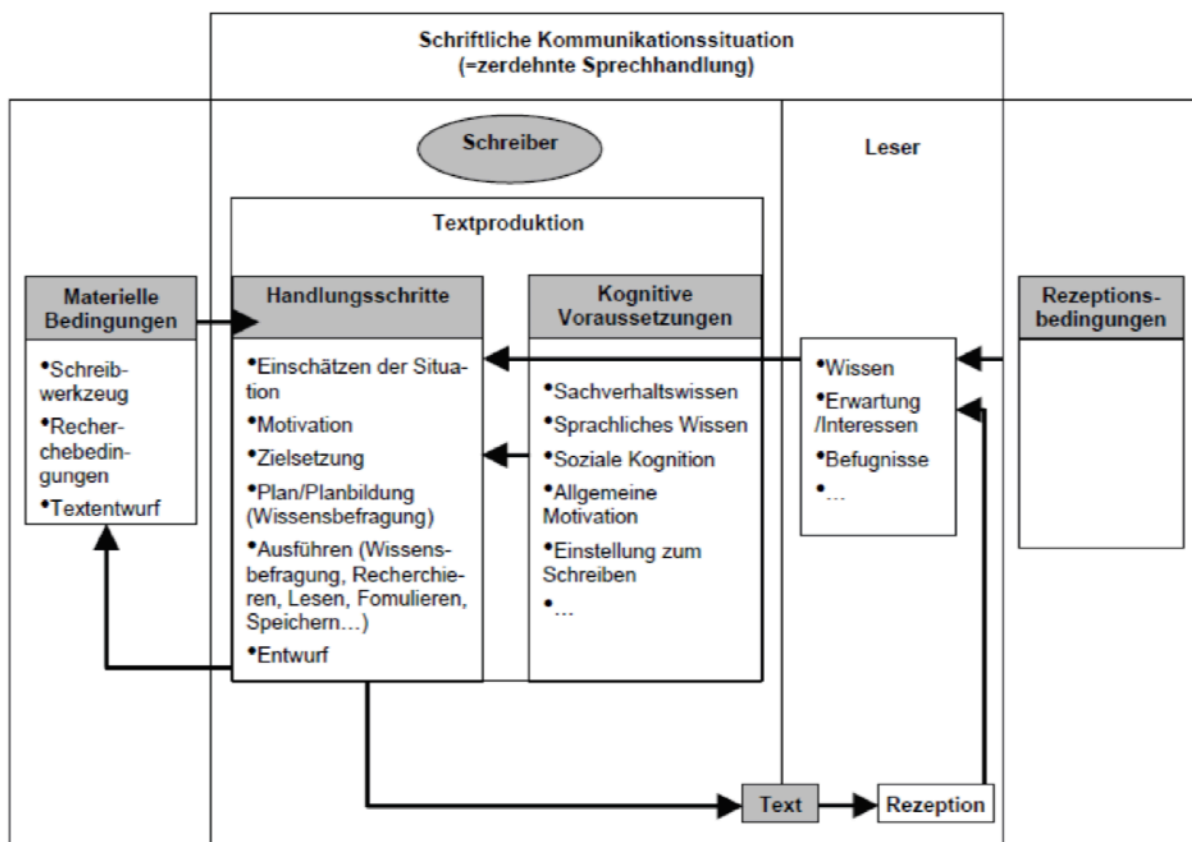 Schriftliche Kommunikationssituation
(=zerdehnte Sprechhandlung)
Schreiber
Leser
Textproduktion
Materielle
Bedingungen
•Schreib-
werkzeug
•Recher-
chebedin-
gungen
•Textentwurf
Handlungsschritte
•Einschätzen der Situa-
tion
•Motivation
•Zielsetzung
•Plan/Planbildung
(Wissensbefragung)
•Ausführen (Wissens-
befragung, Recherchie-
ren, Lesen, Fomulieren,
Speichern…)
•Entwurf
Kognitive
Voraussetzungen
•Sachverhaltswissen
•Sprachliches Wissen
•Soziale Kognition
•Allgemeine
Motivation
•Einstellung zum
Schreiben
•…
•Wissen
•Erwartung
/Interessen
•Befugnisse
•…
Rezeptions-
bedingungen
Text
Rezeption